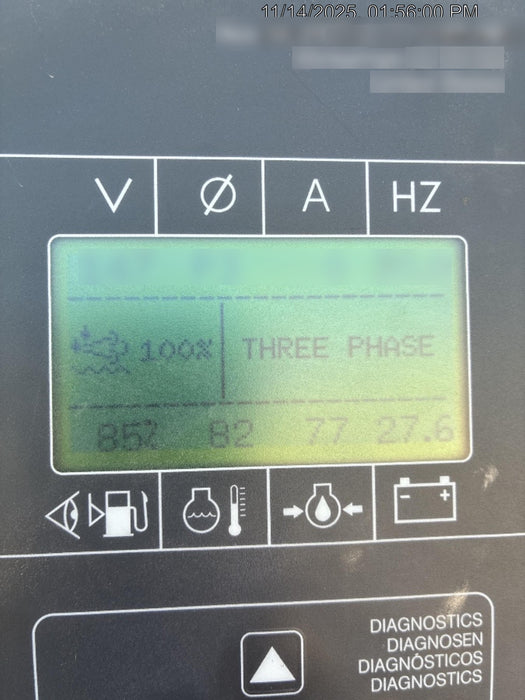 11/14/2025, 01:56:00 PM
V Ø A HZ
100% THREE PHASE
85% 82 77 27.6
- +
DIAGNOSTICS
DIAGNOSEN
DIAGNÓSTICOS
DIAGNOSTICS